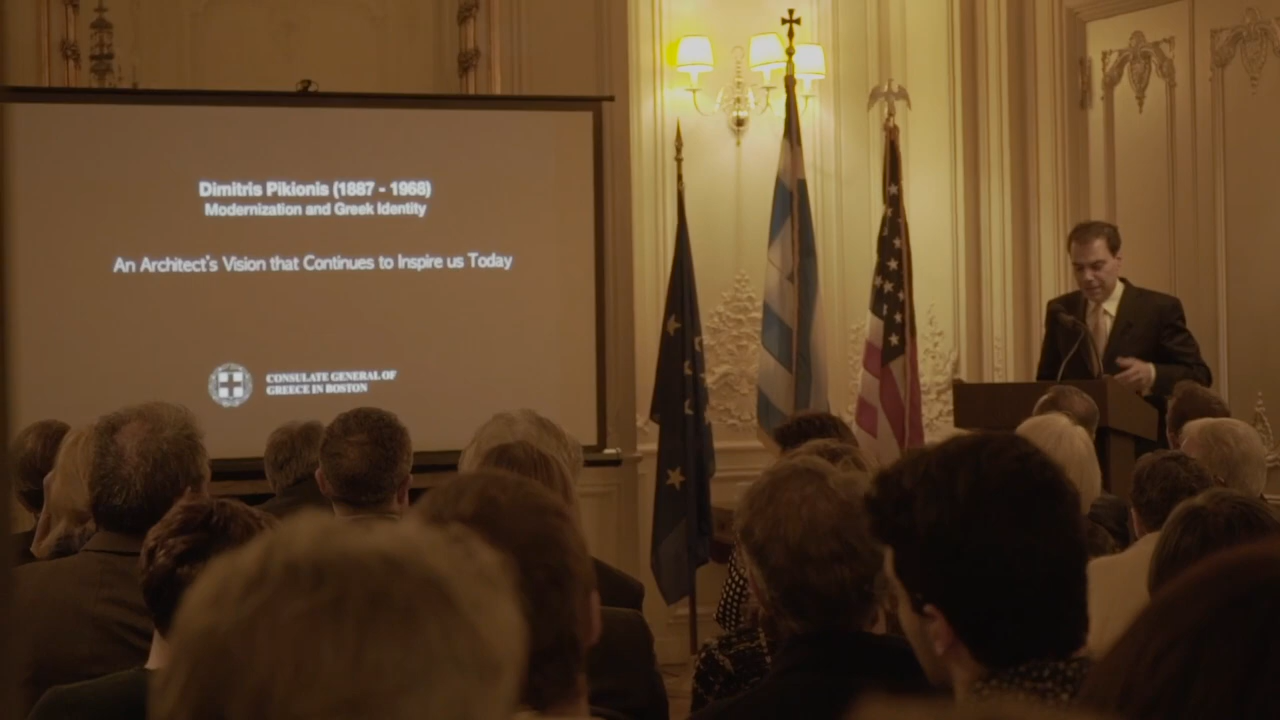 Dimitris Pikionis (1887 - 1968)
Modernization and Greek Identity
An Architect's Vision that Continues to Inspire us Today
CONSULATE GENERAL OF
GREECE IN BOSTON